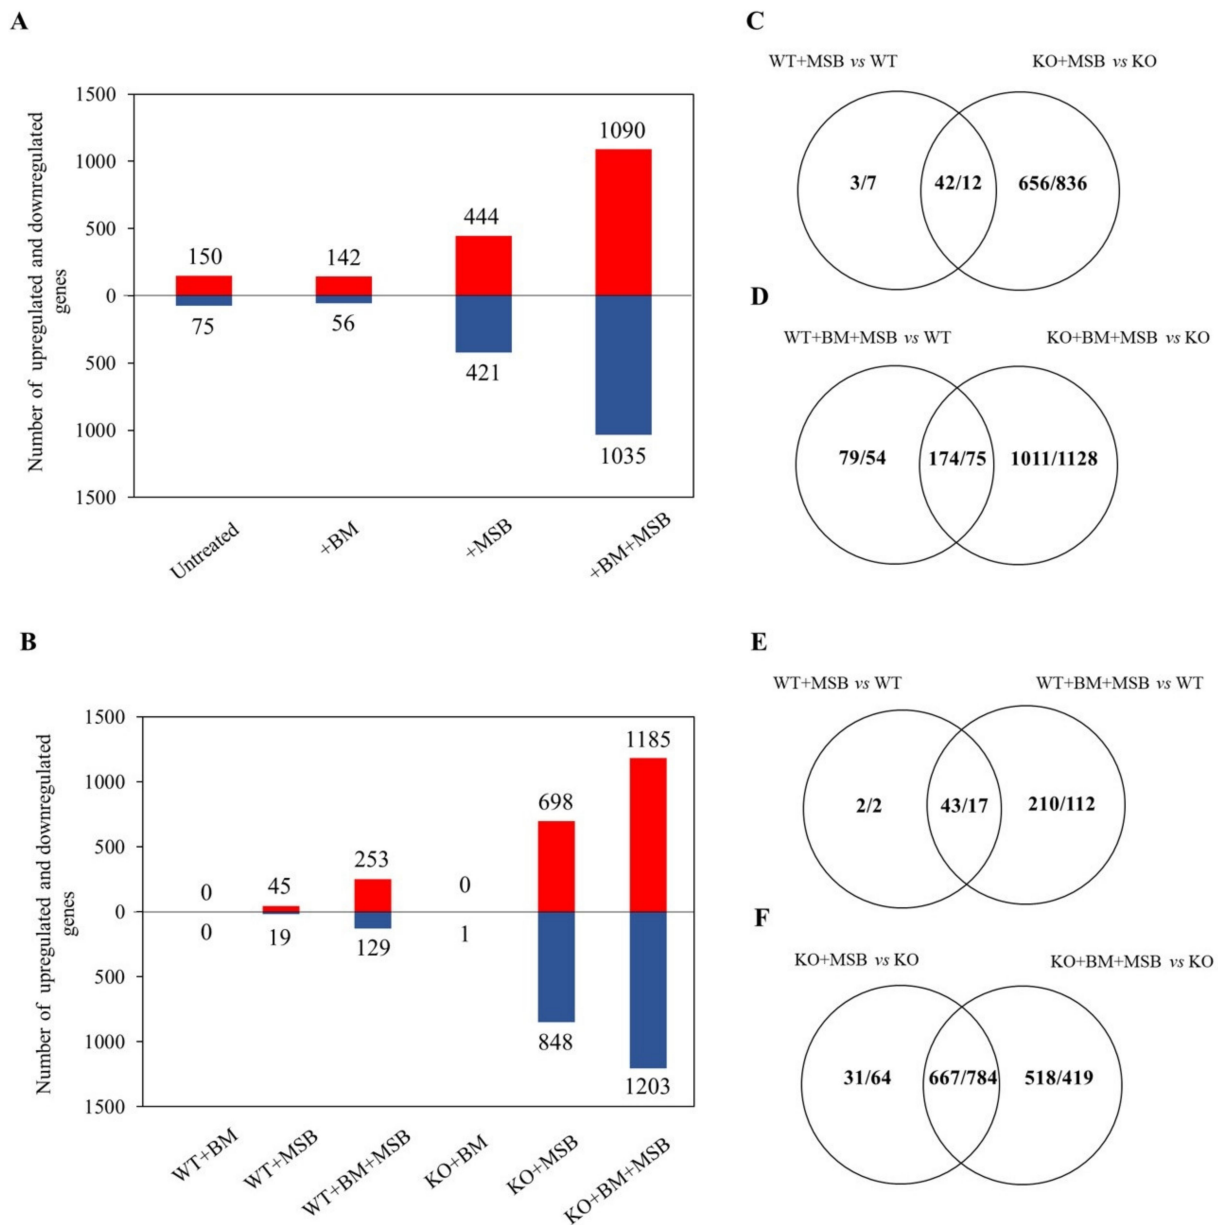 A
Number of upregulated and downregulated
genes
1500
1000
500
0
500
1000
1500
150
75
142
56
444
421
1090
1035
Untreated
+BM
+MSB
+BM+MSB
B
Number of upregulated and downregulated
genes
1500
1000
500
0
500
1000
1500
0
0
45
19
253
129
0
1
698
848
1185
1203
WT+BM
WT+MSB
WT+BM+MSB
KO+BM
KO+MSB
KO+BM+MSB
C
WT+MSB vs WT
KO+MSB vs KO
3/7
42/12
656/836
D
WT+BM+MSB vs WT
KO+BM+MSB vs KO
79/54
174/75
1011/1128
E
WT+MSB vs WT
WT+BM+MSB vs WT
2/2
43/17
210/112
F
KO+MSB vs KO
KO+BM+MSB vs KO
31/64
667/784
518/419